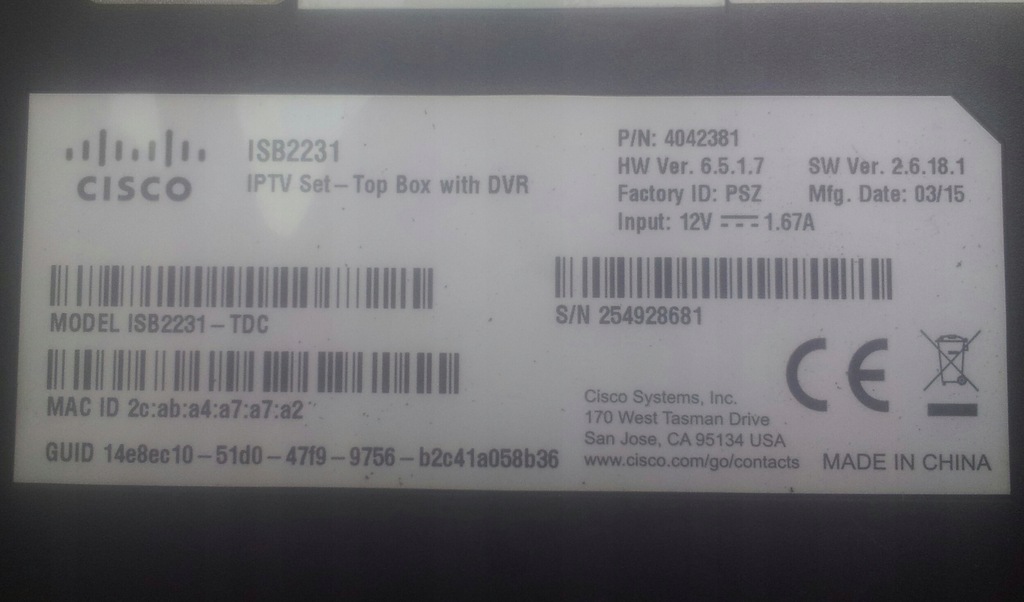 CISCO
ISB2231
IPTV Set-Top Box with DVR
P/N: 4042381
HW Ver. 6.5.1.7 SW Ver. 2.6.18.1
Factory ID: PSZ Mfg. Date: 03/15
Input: 12V 1.67A
MODEL ISB2231-TDC
S/N 254928681
MAC ID 2c:ab:a4:a7:a7:a2
GUID 14e8ec10-51d0-47f9-9756-b2c41a058b36
CE
Cisco Systems, Inc.
170 West Tasman Drive
San Jose, CA 95134 USA
www.cisco.com/go/contacts
MADE IN CHINA